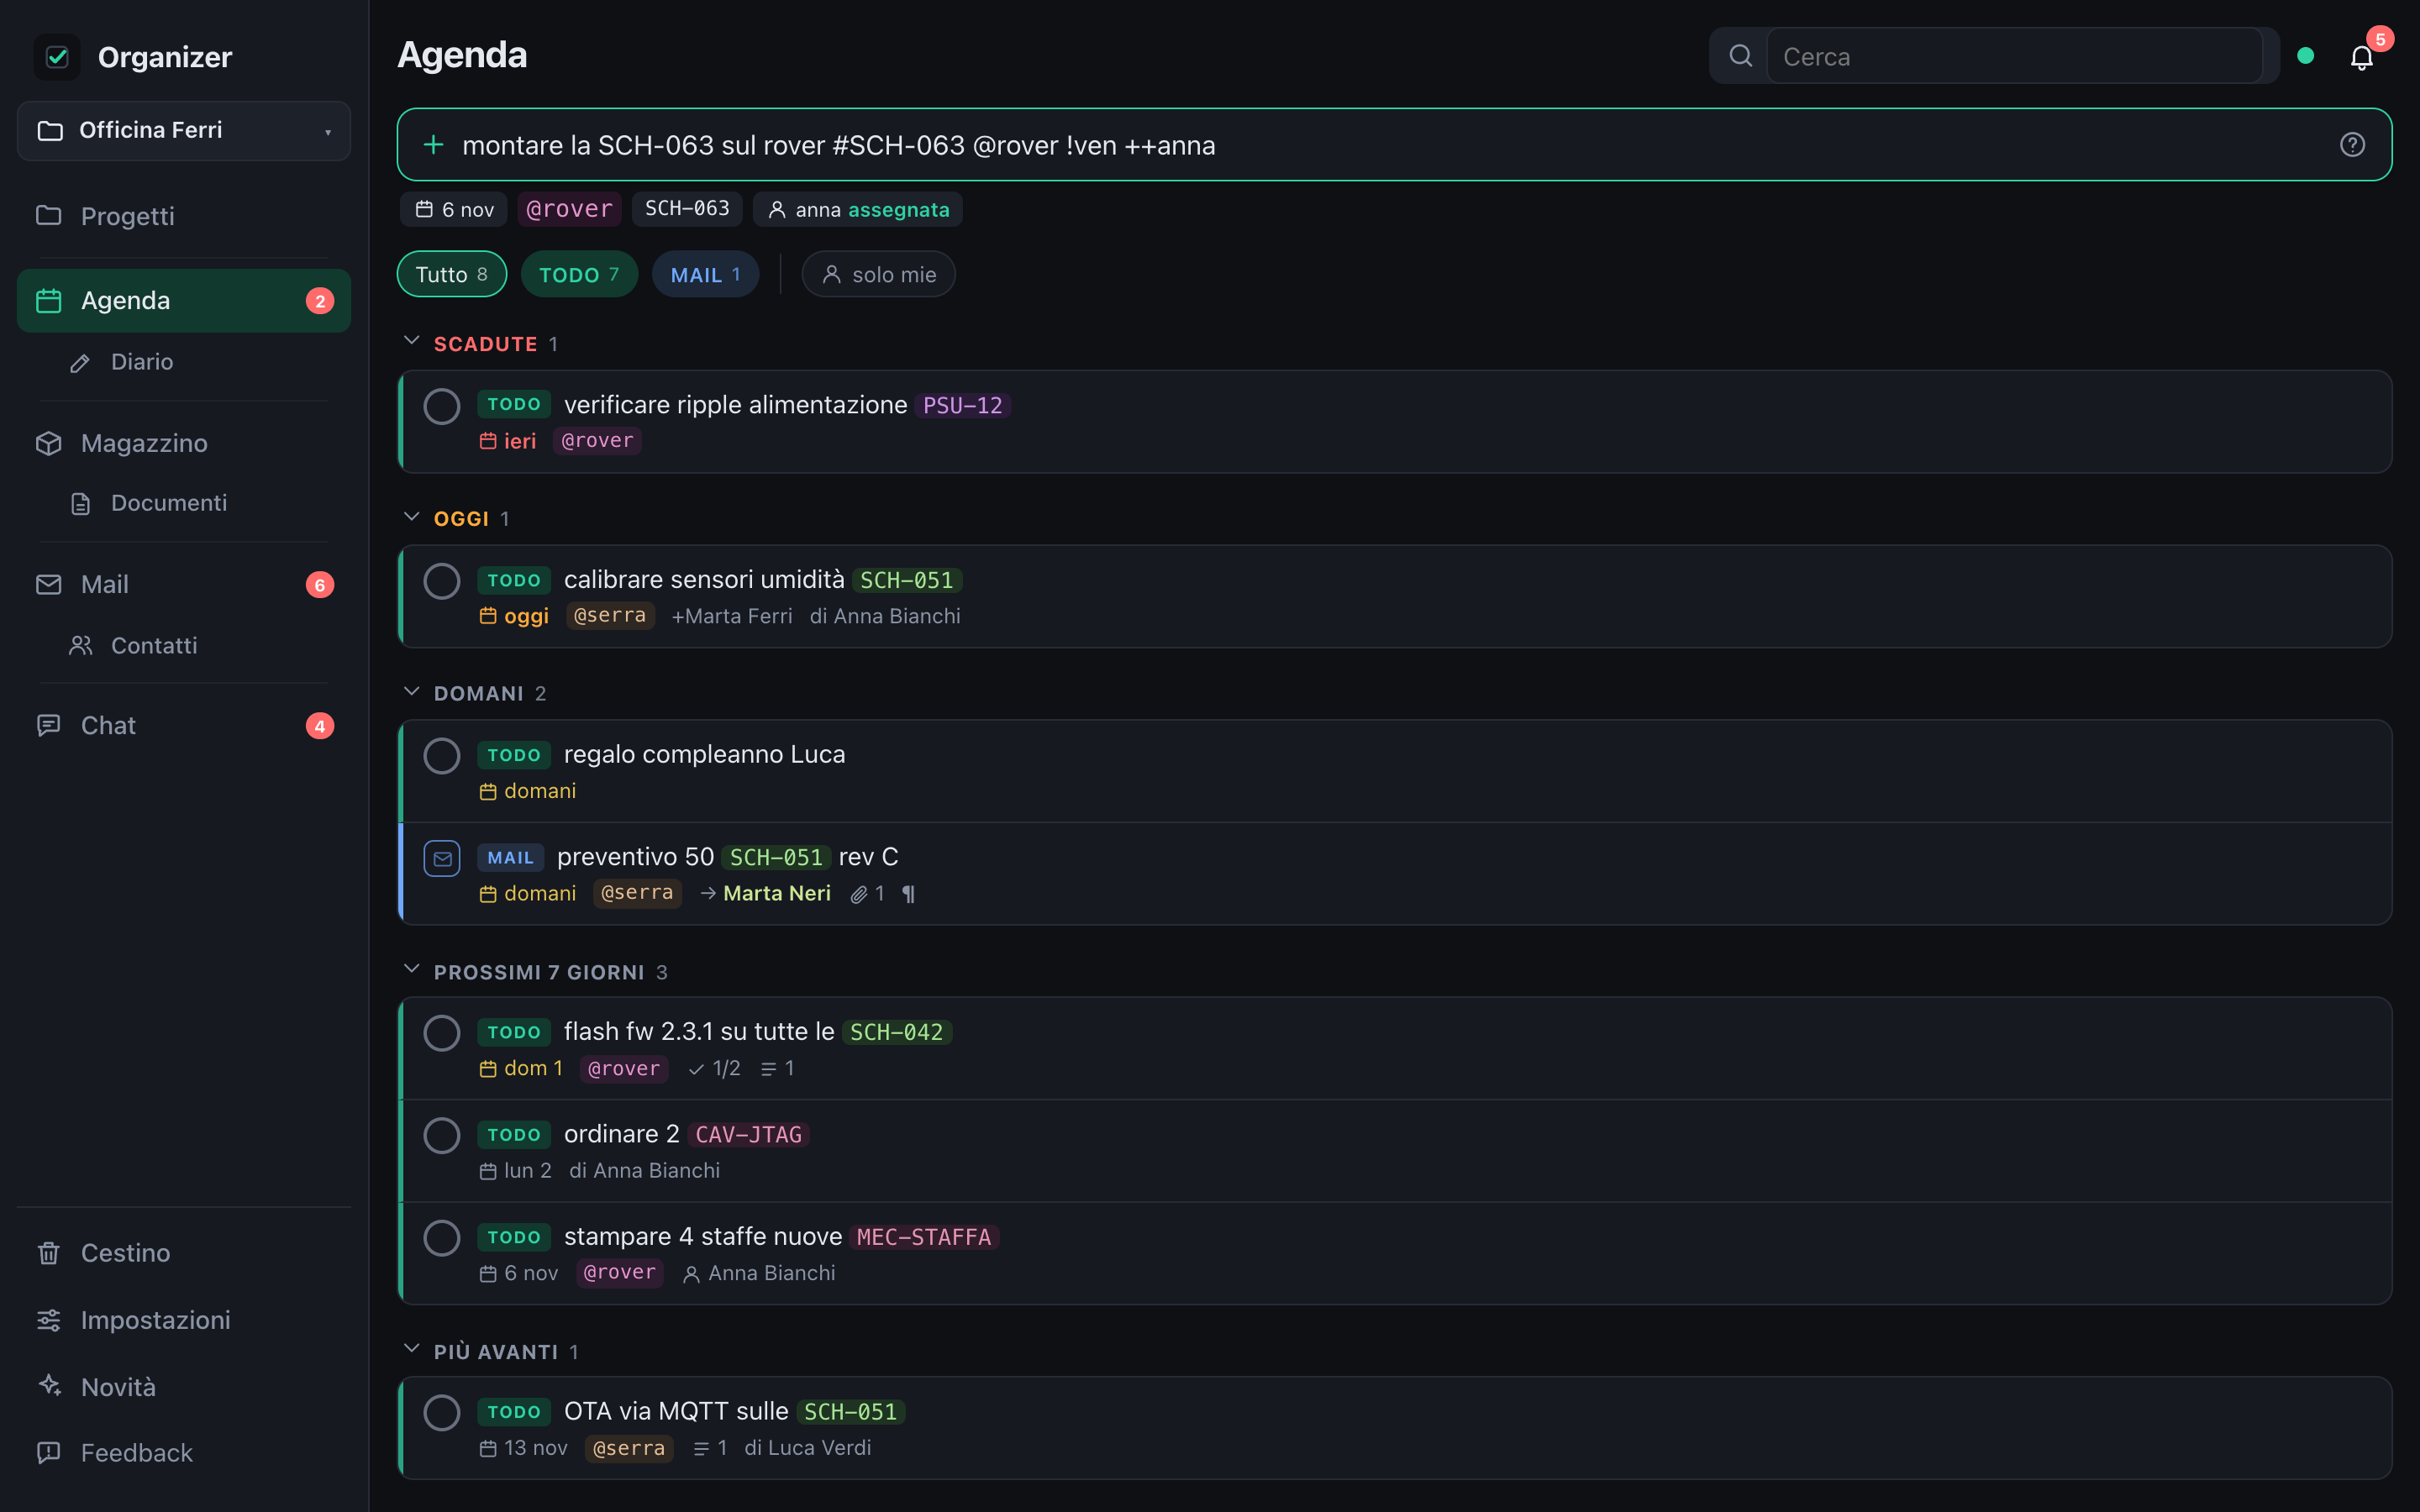 Organizer
Officina Ferri
Progetti
Agenda 2
Diario
Magazzino
Documenti
Mail 6
Contatti
Chat 4
Cestino
Impostazioni
Novità
Feedback
Agenda
Cerca
5
montare la SCH-063 sul rover #SCH-063 @rover !ven ++anna
6 nov @rover SCH-063 anna assegnata
Tutto 8 TODO 7 MAIL 1 solo mie
SCADUTE 1
TODO verificare ripple alimentazione PSU-12
ieri @rover
OGGI 1
TODO calibrare sensori umidità SCH-051
oggi @serra +Marta Ferri di Anna Bianchi
DOMANI 2
TODO regalo compleanno Luca
domani
MAIL preventivo 50 SCH-051 rev C
domani @serra → Marta Neri 1 ¶
PROSSIMI 7 GIORNI 3
TODO flash fw 2.3.1 su tutte le SCH-042
dom 1 @rover 1/2 1
TODO ordinare 2 CAV-JTAG
lun 2 di Anna Bianchi
TODO stampare 4 staffe nuove MEC-STAFFA
6 nov @rover Anna Bianchi
PIÙ AVANTI 1
TODO OTA via MQTT sulle SCH-051
13 nov @serra 1 di Luca Verdi